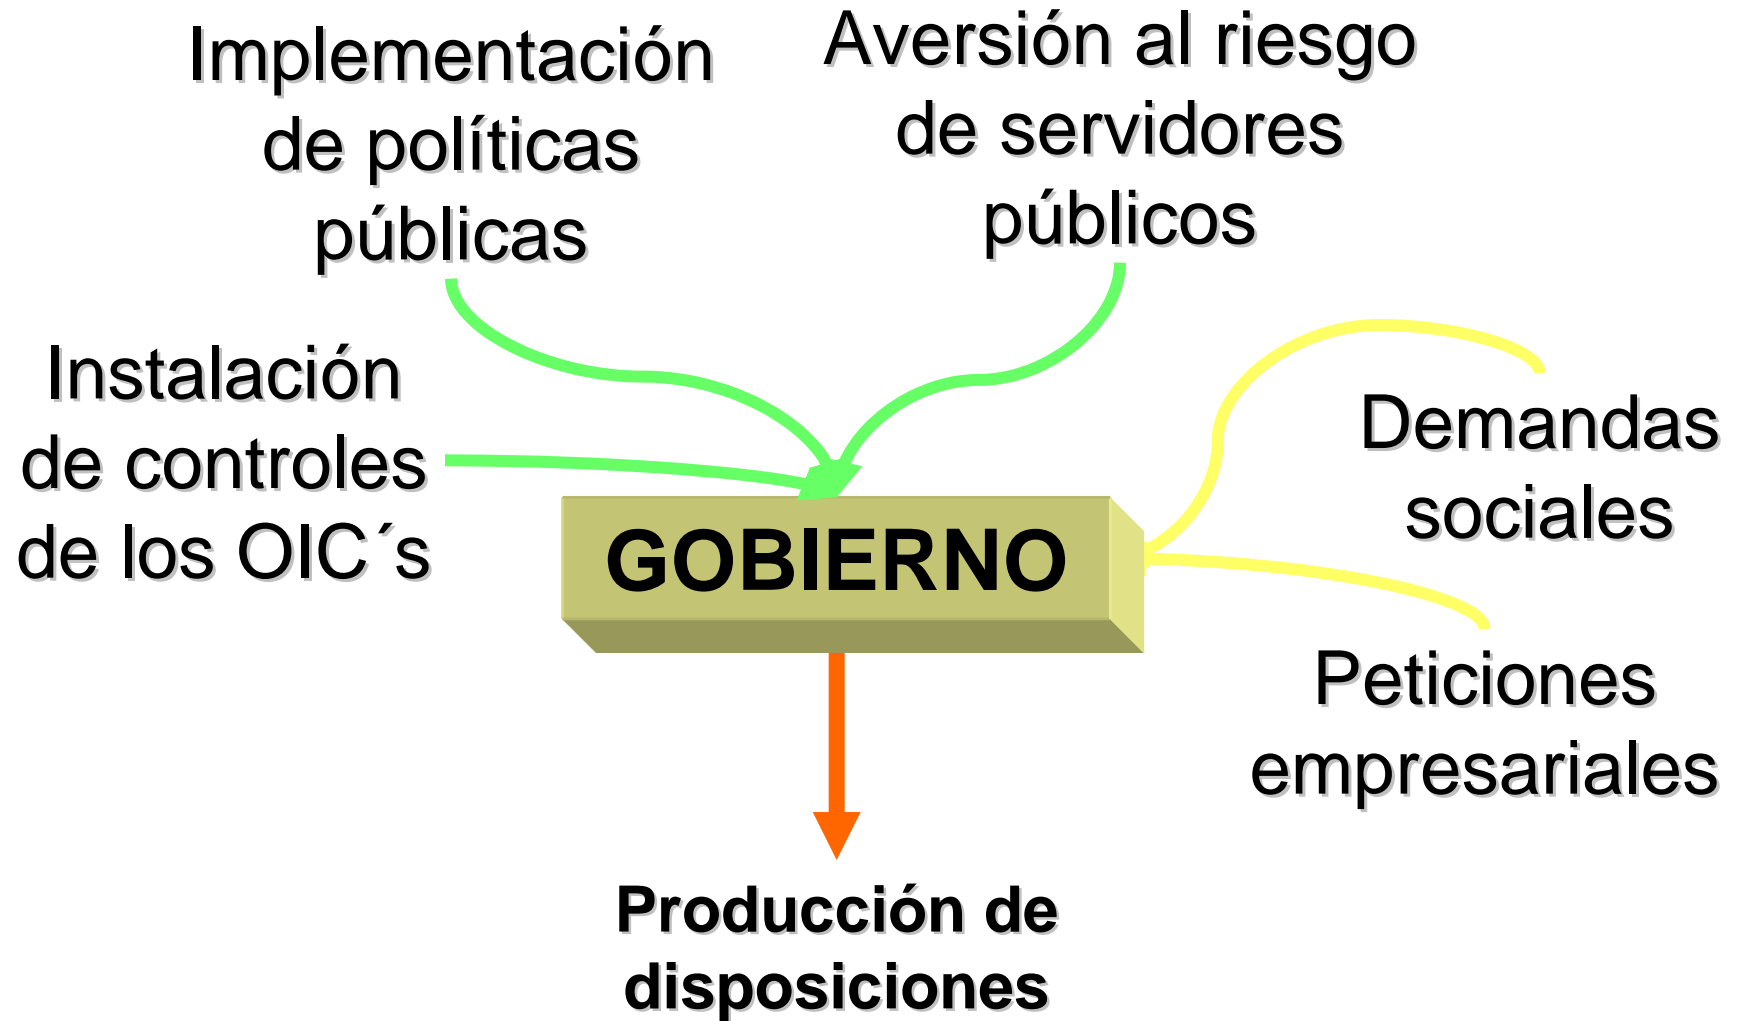 Implementación
de políticas
públicas
Aversión al riesgo
de servidores
públicos
Instalación
de controles
de los OIC´s
Demandas
sociales
GOBIERNO
Peticiones
empresariales
Producción de
disposiciones